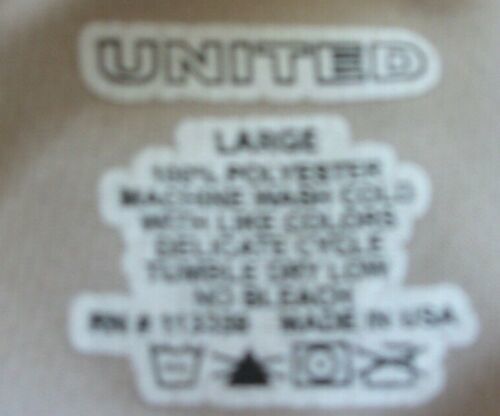 UNITED
LARGE
100% POLYESTER
MACHINE WASH COLD
WITH LIKE COLORS
DELICATE CYCLE
TUMBLE DRY LOW
NO BLEACH
RN # MADE IN USA